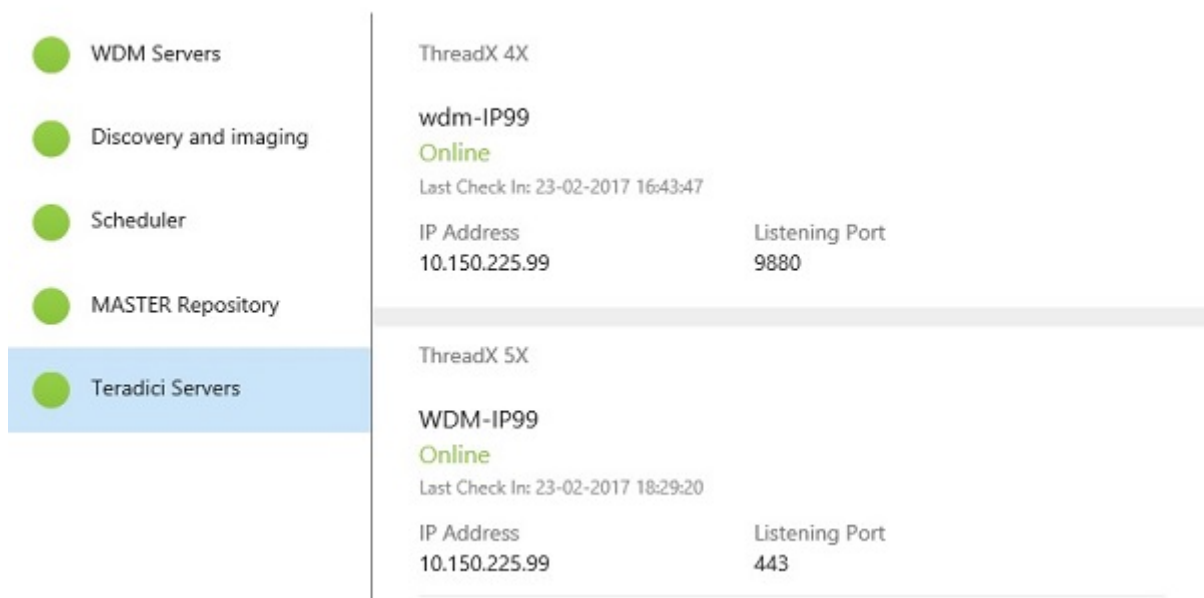 WDM Servers
Discovery and imaging
Scheduler
MASTER Repository
Teradici Servers
ThreadX 4X
wdm-IP99
Online
Last Check In: 23-02-2017 16:43:47
IP Address Listening Port
10.150.225.99 9880
ThreadX 5X
WDM-IP99
Online
Last Check In: 23-02-2017 18:29:20
IP Address Listening Port
10.150.225.99 443